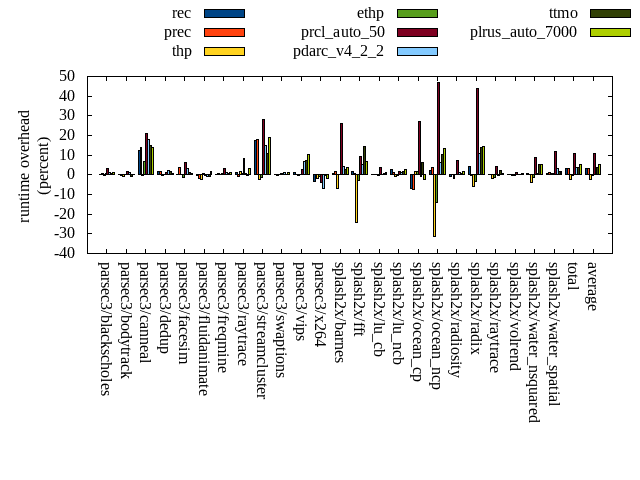 rec
prec
thp
ethp
prcl_auto_50
pdarc_v4_2_2
ttmo
plrus_auto_7000
50
40
30
20
10
0
-10
-20
-30
-40
runtime overhead
(percent)
parsec3/blackscholes
parsec3/bodytrack
parsec3/canneal
parsec3/dedup
parsec3/facesim
parsec3/fluidanimate
parsec3/freqmine
parsec3/raytrace
parsec3/streamcluster
parsec3/swaptions
parsec3/vips
parsec3/x264
splash2x/barnes
splash2x/fft
splash2x/lu_cb
splash2x/lu_ncb
splash2x/ocean_cp
splash2x/ocean_ncp
splash2x/radiosity
splash2x/radix
splash2x/raytrace
splash2x/volrend
splash2x/water_nsquared
splash2x/water_spatial
total
average